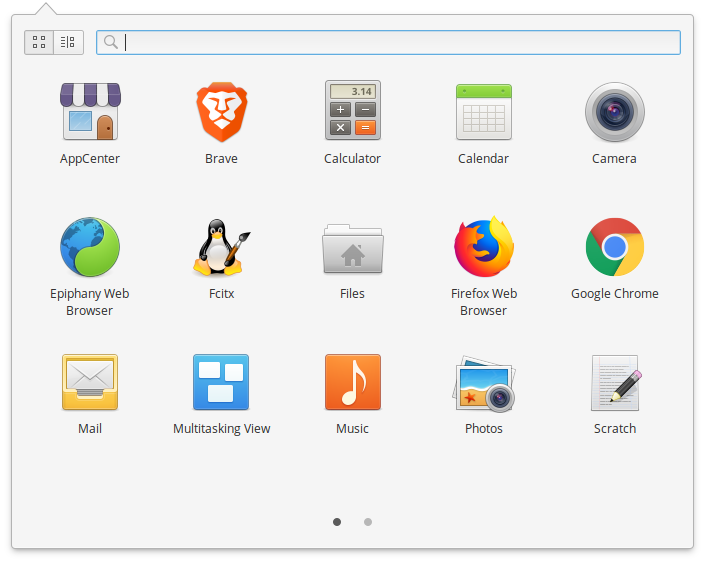 3.14
AppCenter
Brave
Calculator
Calendar
Camera
Epiphany Web
Browser
Fcitx
Files
Firefox Web
Browser
Google Chrome
Mail
Multitasking View
Music
Photos
Scratch